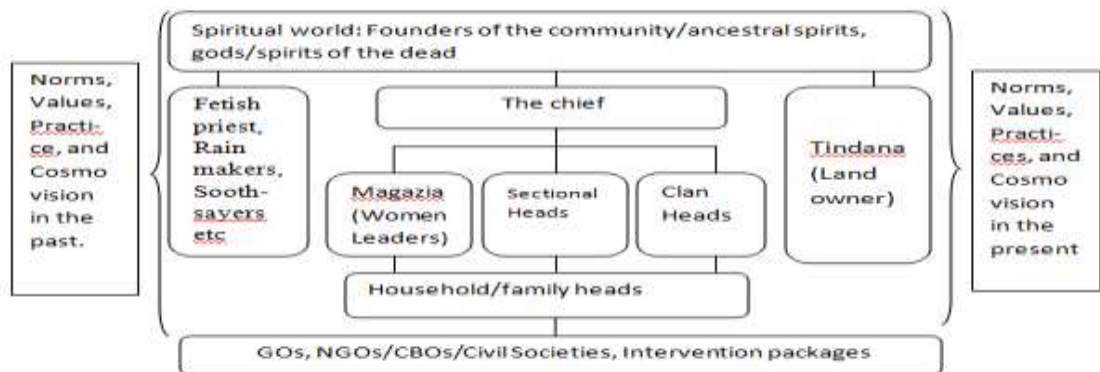 Spiritual world: Founders of the community/ancestral spirits,
gods/spirits of the dead
Norms,
Values,
Practi-
ce, and
Cosmo
vision
in the
past.
Fetish
priest,
Rain
makers,
Sooth-
sayers
etc
The chief
Magazia
(Women
Leaders)
Sectional
Heads
Clan
Heads
Tindana
(Land
owner)
Norms,
Values,
Practi-
ces, and
Cosmo
vision
in the
present
Household/family heads
GOs, NGOs/CBOs/Civil Societies, Intervention packages